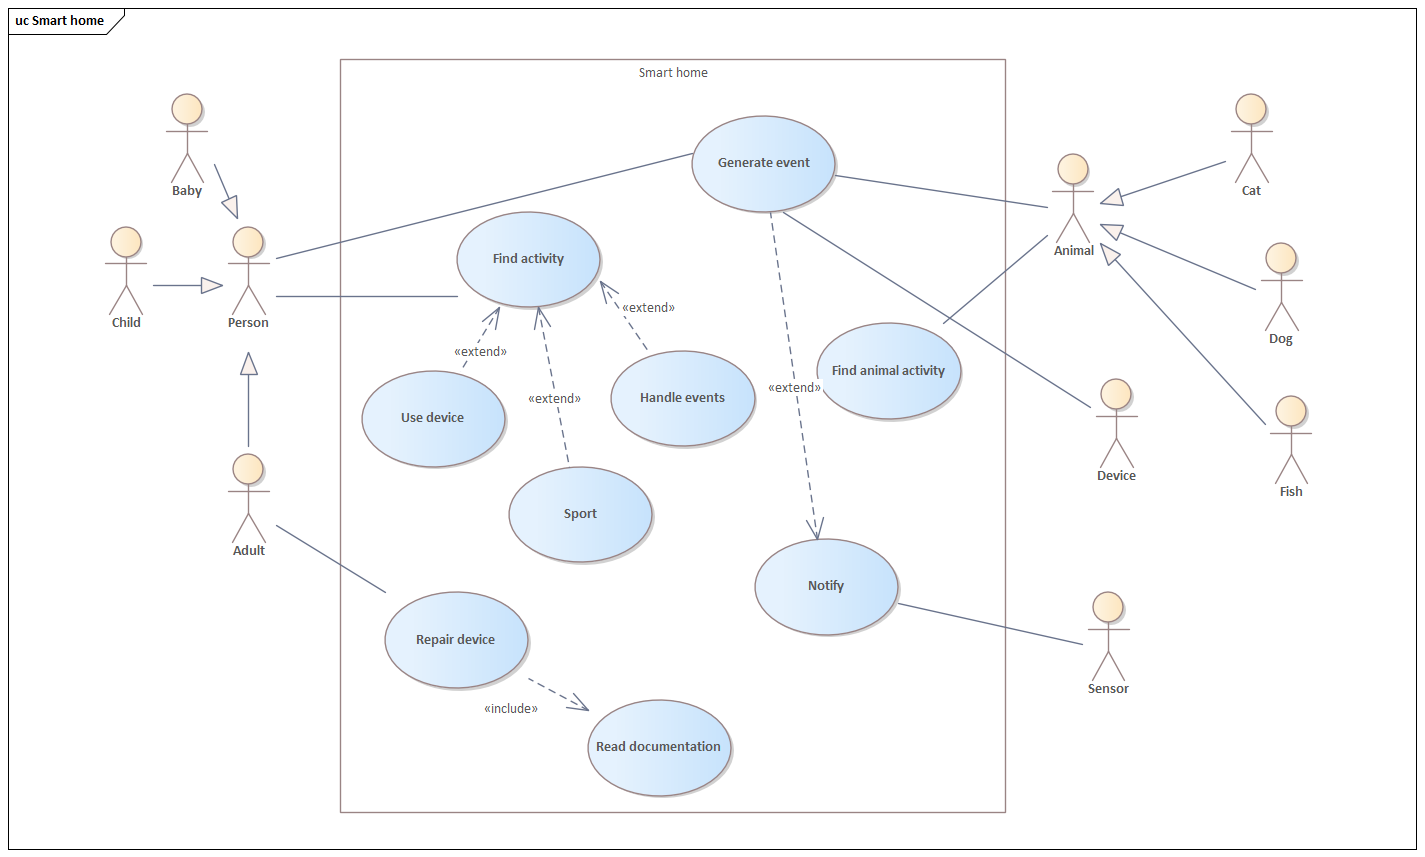 uc Smart home
Smart home
Baby
Generate event
Cat
Child
Person
Find activity
Animal
«extend»
Dog
«extend»
Find animal activity
«extend»
«extend»
Handle events
Use device
Device
Fish
Sport
Adult
Notify
Repair device
Sensor
«include»
Read documentation